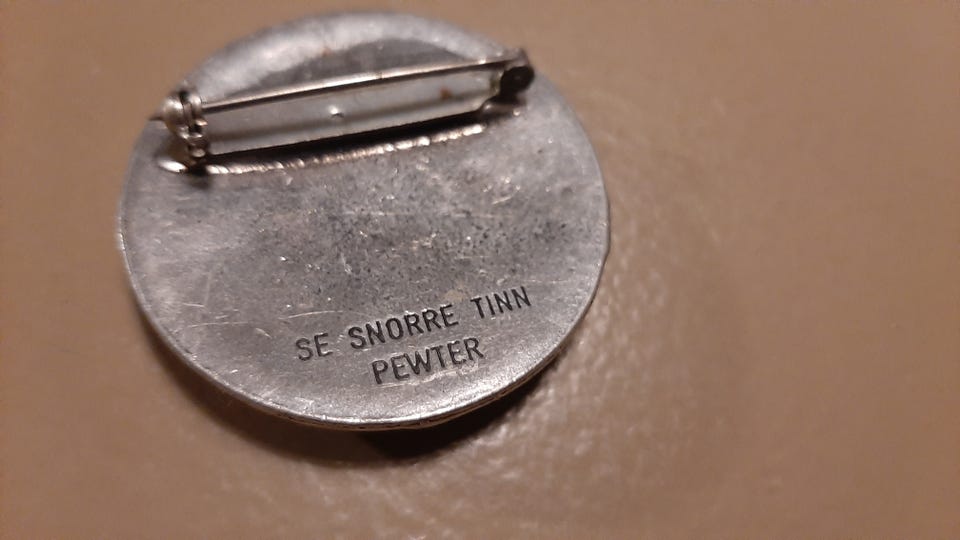 SE SNORRE TINN
PEWTER